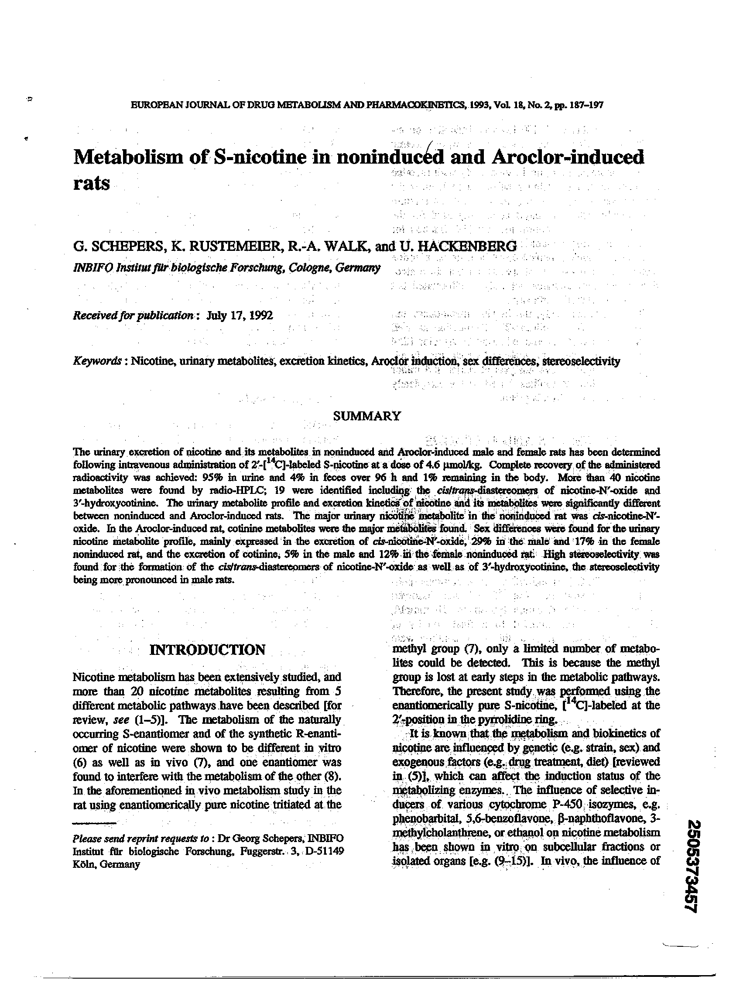 EUROPEAN JOURNAL OF DRUG METABOLISM AND PHARMACOKINETICS, 1993, Vol. 18, No. 2, pp. 187–197
Metabolism of S-nicotine in noninduced and Aroclor-induced
rats
G. SCHEPERS, K. RUSTEMEIER, R.-A. WALK, and U. HACKENBERG
INBIFO Institut für biologische Forschung, Cologne, Germany
Received for publication : July 17, 1992
Keywords : Nicotine, urinary metabolites, excretion kinetics, Aroclor induction, sex differences, stereoselectivity
SUMMARY
The urinary excretion of nicotine and its metabolites in noninduced and Aroclor-induced male and female rats has been determined
following intravenous administration of 2′-[¹⁴C]-labeled S-nicotine at a dose of 4.6 µmol/kg. Complete recovery of the administered
radioactivity was achieved: 95% in urine and 4% in feces over 96 h and 1% remaining in the body. More than 40 nicotine
metabolites were found by radio-HPLC; 19 were identified including the cis/trans-diastereomers of nicotine-N′-oxide and
3′-hydroxycotinine. The urinary metabolite profile and excretion kinetics of nicotine and its metabolites were significantly different
between noninduced and Aroclor-induced rats. The major urinary nicotine metabolite in the noninduced rat was cis-nicotine-N′-
oxide. In the Aroclor-induced rat, cotinine metabolites were the major metabolites found. Sex differences were found for the urinary
nicotine metabolite profile, mainly expressed in the excretion of cis-nicotine-N′-oxide, 29% in the male and 17% in the female
noninduced rat, and the excretion of cotinine, 5% in the male and 12% in the female noninduced rat. High stereoselectivity was
found for the formation of the cis/trans-diastereomers of nicotine-N′-oxide as well as of 3′-hydroxycotinine, the stereoselectivity
being more pronounced in male rats.
INTRODUCTION
Nicotine metabolism has been extensively studied, and
more than 20 nicotine metabolites resulting from 5
different metabolic pathways have been described [for
review, see (1–5)]. The metabolism of the naturally
occurring S-enantiomer and of the synthetic R-enanti-
omer of nicotine were shown to be different in vitro
(6) as well as in vivo (7), and one enantiomer was
found to interfere with the metabolism of the other (8).
In the aforementioned in vivo metabolism study in the
rat using enantiomerically pure nicotine tritiated at the
Please send reprint requests to : Dr Georg Schepers, INBIFO
Institut für biologische Forschung, Fuggerstr. 3, D-51149
Köln, Germany
methyl group (7), only a limited number of metabo-
lites could be detected. This is because the methyl
group is lost at early steps in the metabolic pathways.
Therefore, the present study was performed using the
enantiomerically pure S-nicotine, [¹⁴C]-labeled at the
2′-position in the pyrrolidine ring.
It is known that the metabolism and biokinetics of
nicotine are influenced by genetic (e.g. strain, sex) and
exogenous factors (e.g. drug treatment, diet) [reviewed
in (5)], which can affect the induction status of the
metabolizing enzymes. The influence of selective in-
ducers of various cytochrome P-450 isozymes, e.g.
phenobarbital, 5,6-benzoflavone, β-naphthoflavone, 3-
methylcholanthrene, or ethanol on nicotine metabolism
has been shown in vitro on subcellular fractions or
isolated organs [e.g. (9–15)]. In vivo, the influence of
2505373457